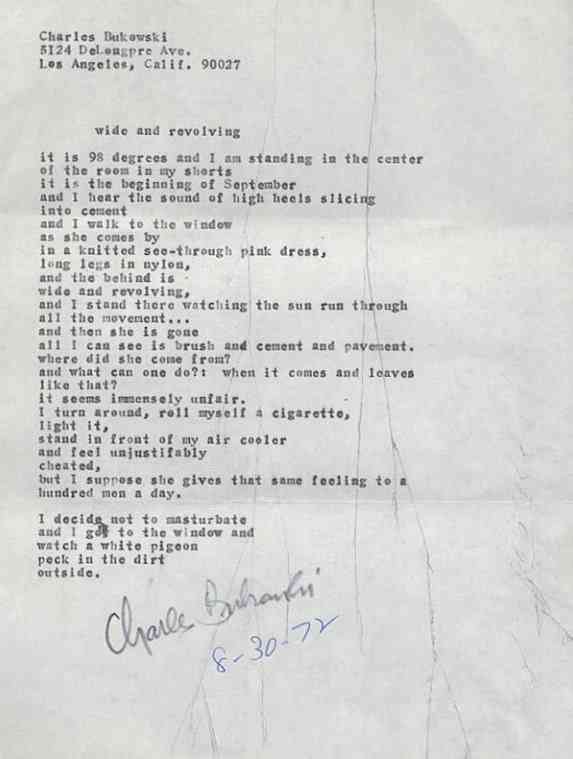 Charles Bukowski
5124 DeLongpre Ave.
Los Angeles, Calif. 90027
wide and revolving
it is 98 degrees and I am standing in the center
of the room in my shorts
it is the beginning of September
and I hear the sound of high heels slicing
into cement
and I walk to the window
as she comes by
in a knitted see-through pink dress,
long legs in nylon,
and the behind is
wide and revolving,
and I stand there watching the sun run through
all the movement...
and then she is gone
all I can see is brush and cement and pavement.
where did she come from?
and what can one do?: when it comes and leaves
like that?
it seems immensely unfair.
I turn around, roll myself a cigarette,
light it,
stand in front of my air cooler
and feel unjustifably
cheated,
but I suppose she gives that same feeling to a
hundred men a day.
I decide not to masturbate
and I get to the window and
watch a white pigeon
peck in the dirt
outside.
Charles Bukowski
8-30-72